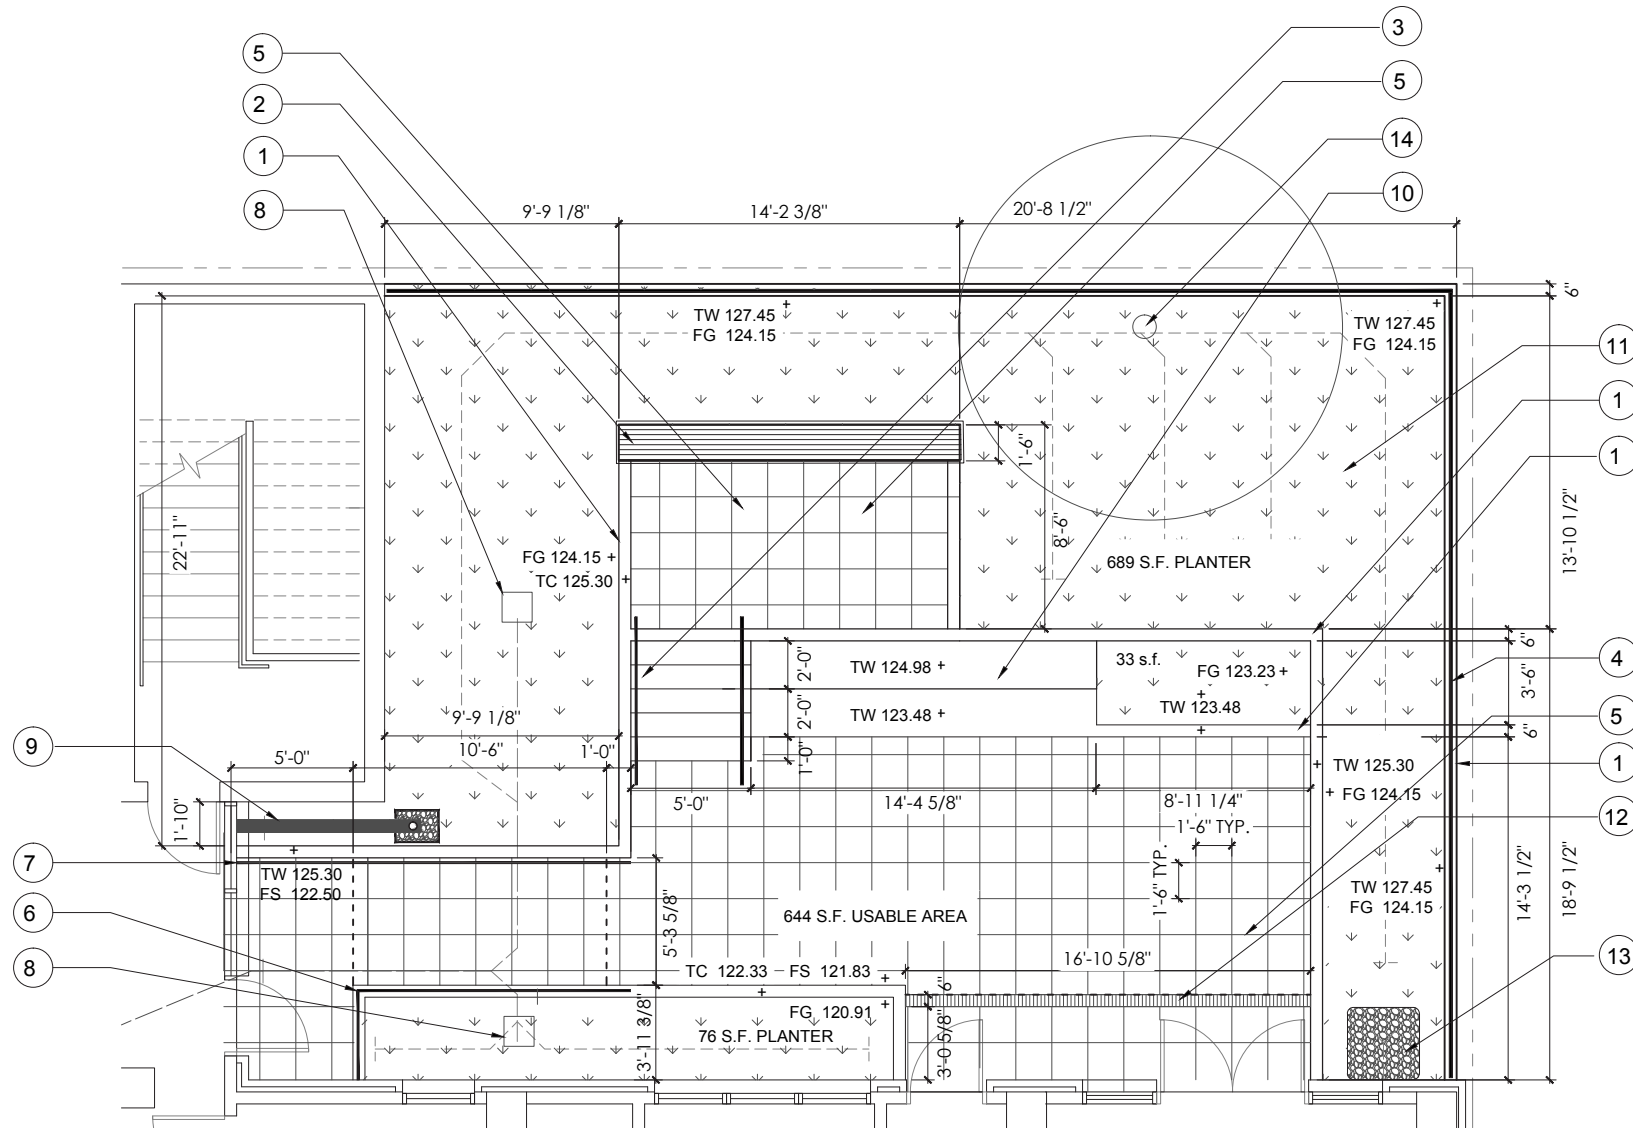 5
2
1
8
3
5
14
10
9'-9 1/8"
14'-2 3/8"
20'-8 1/2"
6"
TW 127.45
FG 124.15
TW 127.45
FG 124.15
11
1
1
1'-6"
22'-11"
FG 124.15
TC 125.30
8'-6"
689 S.F. PLANTER
13'-10 1/2"
2'-0"
TW 124.98
33 s.f.
FG 123.23
6"
3'-6"
4
2'-0"
TW 123.48
TW 123.48
9'-9 1/8"
6"
5
9
5'-0"
10'-6"
1'-0"
1'-0"
TW 125.30
FG 124.15
1
5'-0"
14'-4 5/8"
8'-11 1/4"
1'-10"
1'-6" TYP.
12
7
TW 125.30
FS 122.50
1'-6" TYP.
TW 127.45
FG 124.15
14'-3 1/2"
18'-9 1/2"
6
644 S.F. USABLE AREA
5'-3 5/8"
8
TC 122.33
FS 121.83
16'-10 5/8"
13
6"
FG 120.91
76 S.F. PLANTER
3'-11 3/8"
3'-0 5/8"